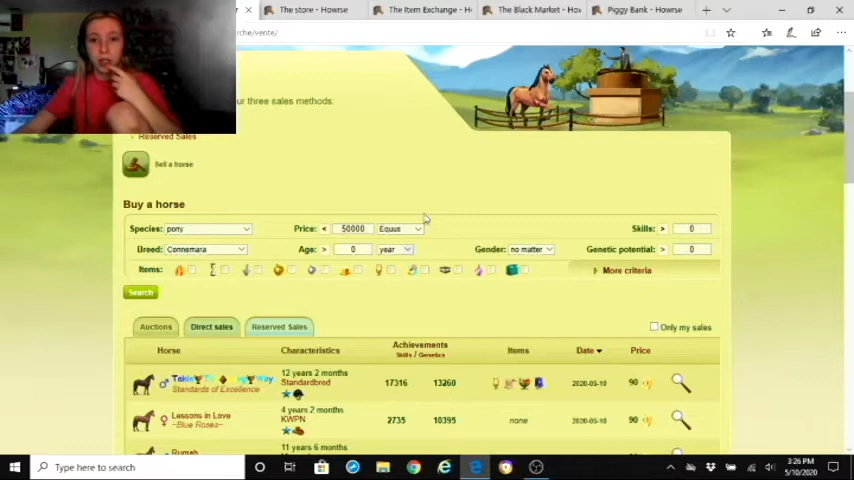 The store - Howrse
The Item Exchange - H
The Black Market - Ho
Piggy Bank - Howrse
rche/vente/
ur three sales methods:
Reserved Sales
Sell a horse
Buy a horse
Species: pony Price: < 50000 Equus Skills: > 0
Breed: Connemara Age: > 0 year Gender: no matter Genetic potential: > 0
Items: More criteria
Search
Auctions Direct sales Reserved Sales Only my sales
Horse Characteristics Achievements Skills / Genetics Items Date Price
12 years 2 months
Standards of Excellence Standardbred 17316 13260 2020-05-10 90
Lessons in Love 4 years 2 months
~Blue Roses~ KWPN 2735 10395 none 2020-05-10 90
Rumah 11 years 6 months
Type here to search
3:26 PM
5/10/2020